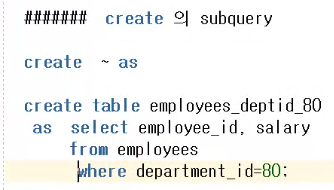 ####### create 의 subquery
create ~ as
create table employees_deptid_80
as select employee_id, salary
from employees
where department_id=80;